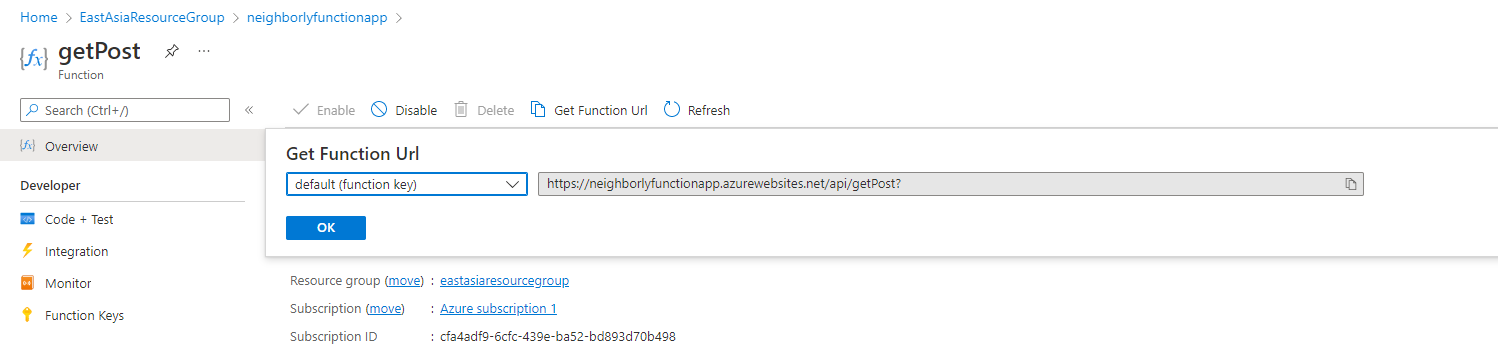 Home > EastAsiaResourceGroup > neighborlyfunctionapp >
{fx} getPost ...
Function
Search (Ctrl+/) «
Enable Disable Delete Get Function Url Refresh
Overview
Get Function Url
default (function key) https://neighborlyfunctionapp.azurewebsites.net/api/getPost?
OK
Developer
Code + Test
Integration
Monitor
Function Keys
Resource group (move) : eastasiaresourcegroup
Subscription (move) : Azure subscription 1
Subscription ID : cfa4adf9-6cfc-439e-ba52-bd893d70b498